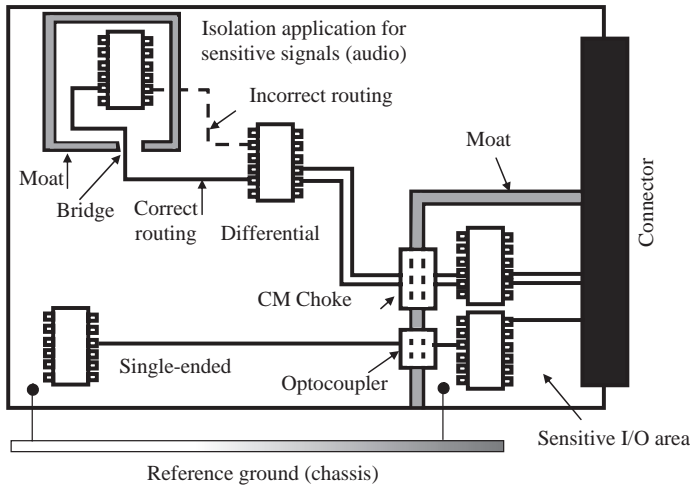 Isolation application for
sensitive signals (audio)
Incorrect routing
Moat
Moat
Bridge
Correct
routing
Differential
Connector
CM Choke
Single-ended
Optocoupler
Sensitive I/O area
Reference ground (chassis)